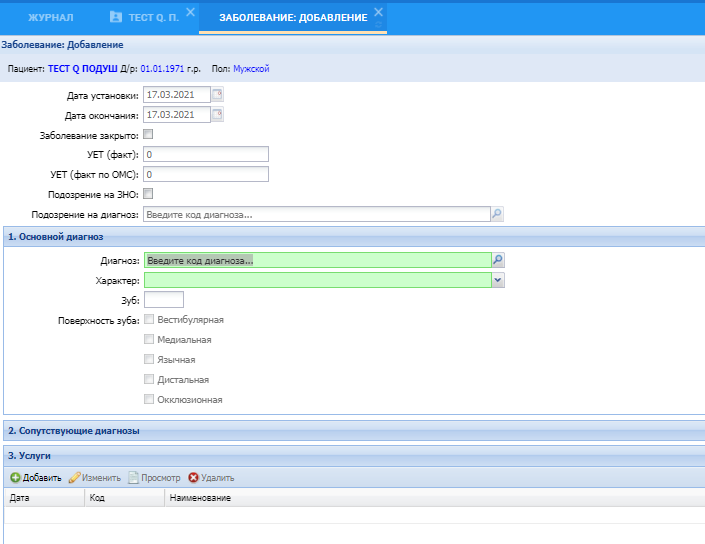 ЖУРНАЛ ТЕСТ Q. П. ЗАБОЛЕВАНИЕ: ДОБАВЛЕНИЕ
Заболевание: Добавление
Пациент: ТЕСТ Q ПОДУШ Д/р: 01.01.1971 г.р. Пол: Мужской
Дата установки: 17.03.2021
Дата окончания: 17.03.2021
Заболевание закрыто:
УЕТ (факт): 0
УЕТ (факт по ОМС): 0
Подозрение на ЗНО:
Подозрение на диагноз: Введите код диагноза...
1. Основной диагноз
Диагноз: Введите код диагноза...
Характер:
Зуб:
Поверхность зуба: Вестибулярная
Медиальная
Язычная
Дистальная
Окклюзионная
2. Сопутствующие диагнозы
3. Услуги
Добавить Изменить Просмотр Удалить
Дата Код Наименование